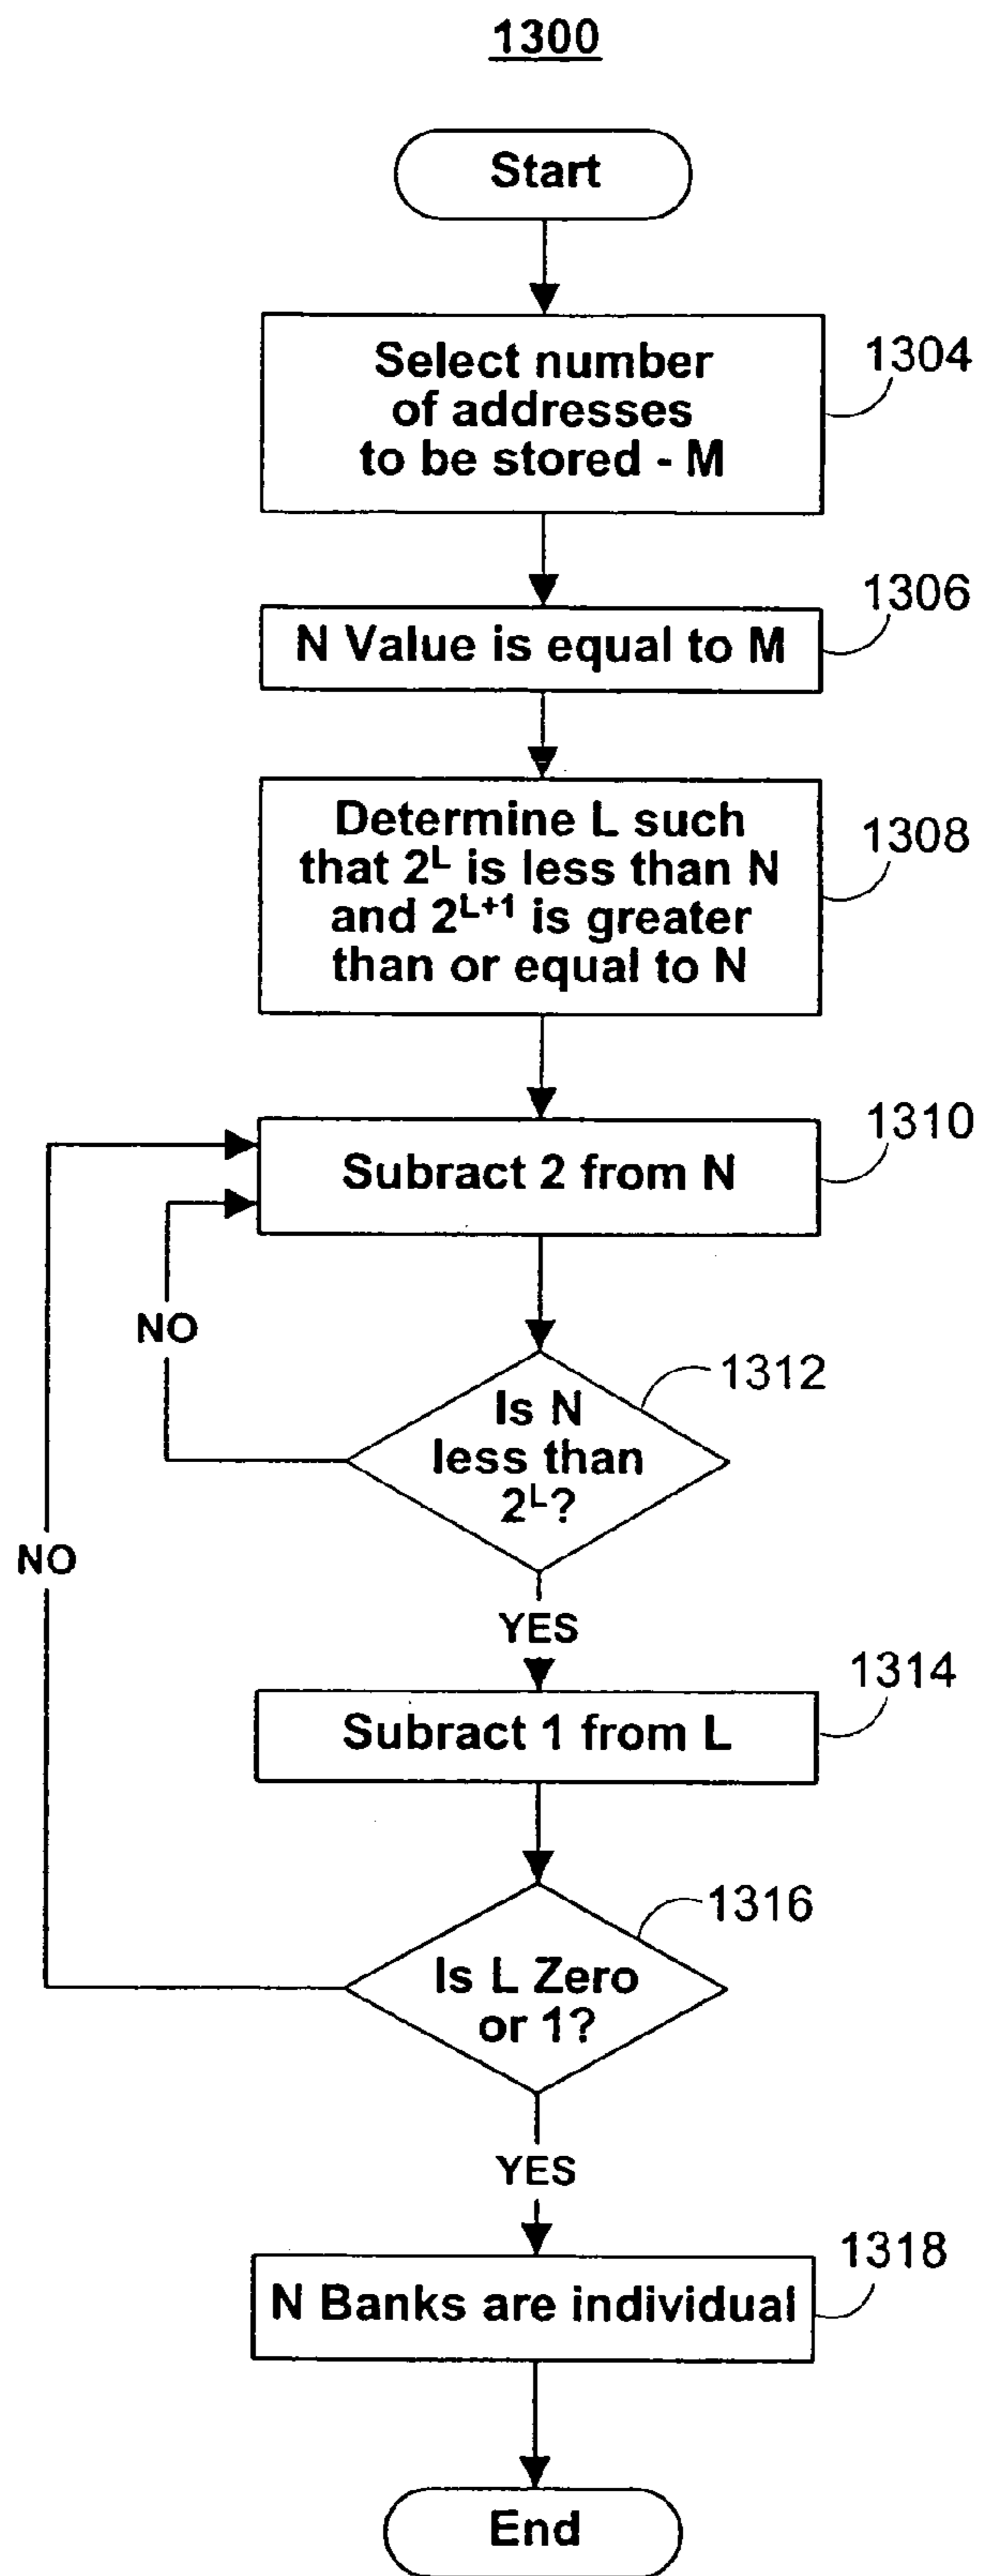 1300
Start
Select number
of addresses
to be stored - M
1304
N Value is equal to M
1306
Determine L such
that 2^L is less than N
and 2^{L+1} is greater
than or equal to N
1308
Subract 2 from N
1310
NO
Is N
less than
2^L?
1312
NO
YES
Subract 1 from L
1314
Is L Zero
or 1?
1316
YES
N Banks are individual
1318
End